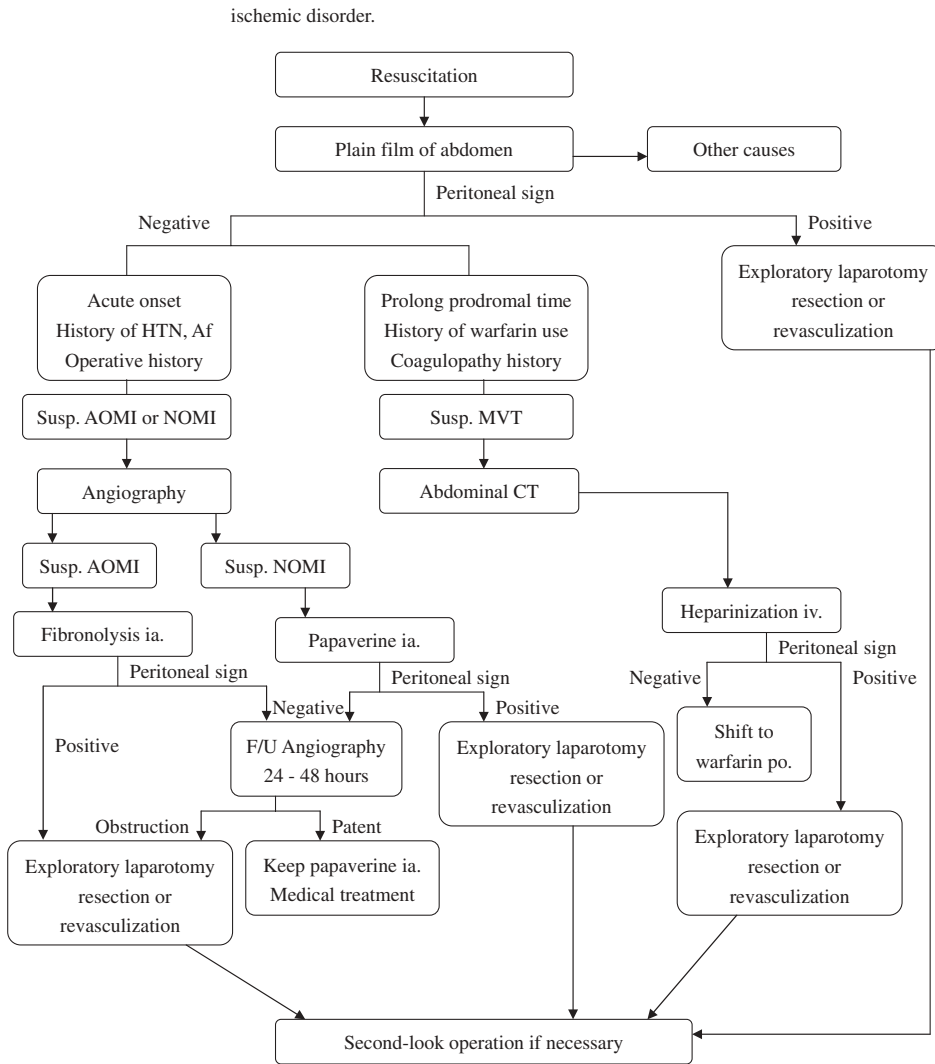 ischemic disorder.
Resuscitation
Plain film of abdomen
Other causes
Peritoneal sign
Negative
Positive
Acute onset
History of HTN, Af
Operative history
Prolong prodromal time
History of warfarin use
Coagulopathy history
Exploratory laparotomy
resection or
revasculization
Susp. AOMI or NOMI
Susp. MVT
Angiography
Abdominal CT
Susp. AOMI
Susp. NOMI
Heparinization iv.
Fibronolysis ia.
Papaverine ia.
Peritoneal sign
Peritoneal sign
Peritoneal sign
Negative
Positive
Negative
Positive
Positive
F/U Angiography
24 - 48 hours
Exploratory laparotomy
resection or
revasculization
Shift to
warfarin po.
Obstruction
Patent
Exploratory laparotomy
resection or
revasculization
Keep papaverine ia.
Medical treatment
Exploratory laparotomy
resection or
revasculization
Second-look operation if necessary